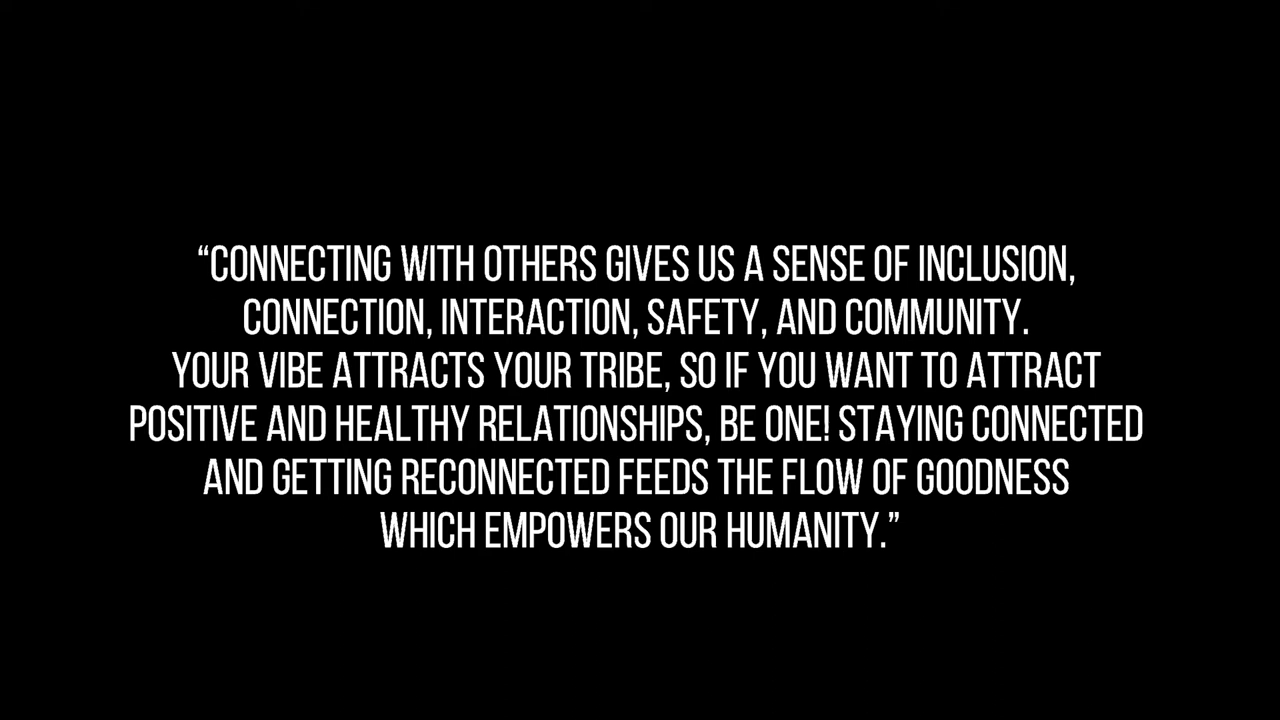 “CONNECTING WITH OTHERS GIVES US A SENSE OF INCLUSION,
CONNECTION, INTERACTION, SAFETY, AND COMMUNITY.
YOUR VIBE ATTRACTS YOUR TRIBE, SO IF YOU WANT TO ATTRACT
POSITIVE AND HEALTHY RELATIONSHIPS, BE ONE! STAYING CONNECTED
AND GETTING RECONNECTED FEEDS THE FLOW OF GOODNESS
WHICH EMPOWERS OUR HUMANITY.”